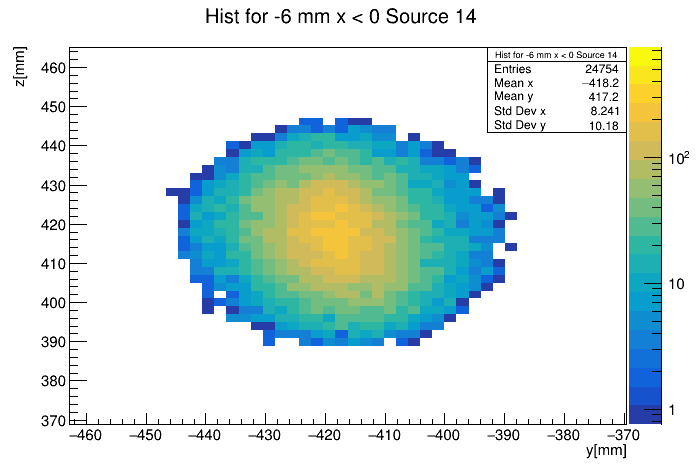 Hist for -6 mm x < 0 Source 14
z[mm]
460
450
440
430
420
410
400
390
380
370
−460 −450 −440 −430 −420 −410 −400 −390 −380 −370
y[mm]
Hist for -6 mm x < 0 Source 14
Entries 24754
Mean x −418.2
Mean y 417.2
Std Dev x 8.241
Std Dev y 10.18
10²
10
1